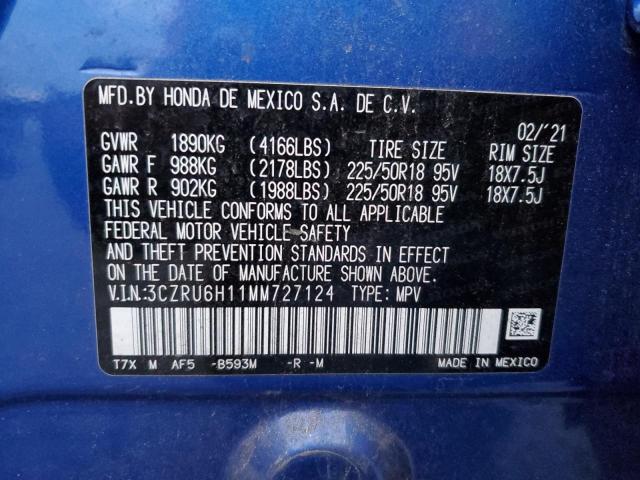 MFD.BY HONDA DE MEXICO S.A. DE C.V.
02/'21
GVWR 1890KG (4166LBS) TIRE SIZE RIM SIZE
GAWR F 988KG (2178LBS) 225/50R18 95V 18X7.5J
GAWR R 902KG (1988LBS) 225/50R18 95V 18X7.5J
THIS VEHICLE CONFORMS TO ALL APPLICABLE
FEDERAL MOTOR VEHICLE SAFETY
AND THEFT PREVENTION STANDARDS IN EFFECT
ON THE DATE OF MANUFACTURE SHOWN ABOVE.
V.I.N.:3CZRU6H11MM727124 TYPE: MPV
T7X M AF5 -B593M -R -M MADE IN MEXICO